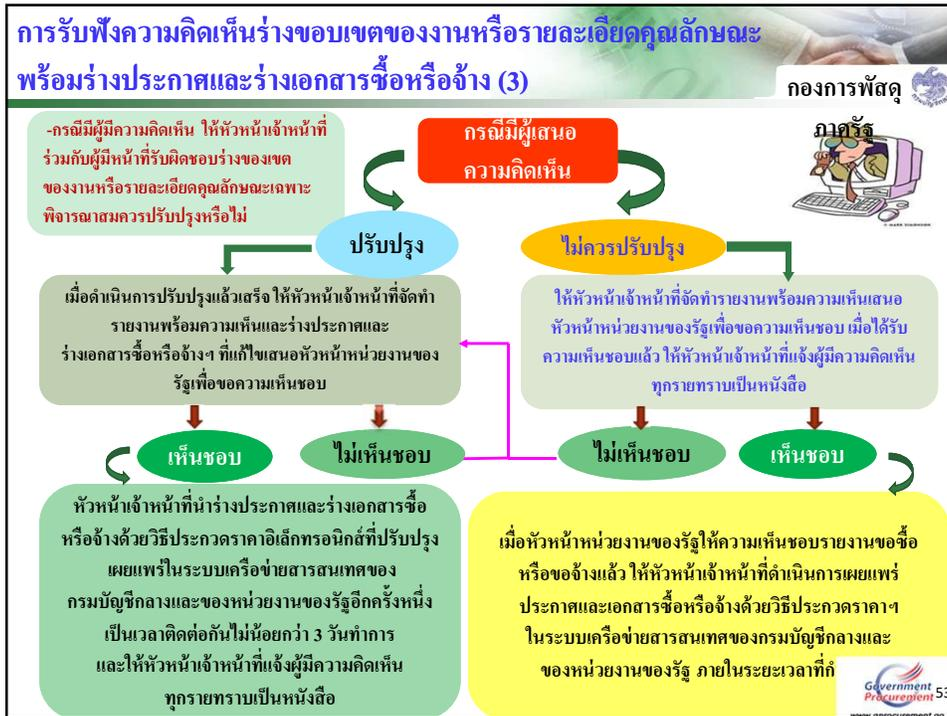 การรับฟังความคิดเห็นร่างขอบเขตของงานหรือรายละเอียดคุณลักษณะ
พร้อมร่างประกาศและร่างเอกสารซื้อหรือจ้าง (3)
กองการพัสดุ
ภาครัฐ
-กรณีมีผู้มีความคิดเห็น ให้หัวหน้าเจ้าหน้าที่
ร่วมกับผู้มีหน้าที่รับผิดชอบร่างของเขต
ของงานหรือรายละเอียดคุณลักษณะเฉพาะ
พิจารณาสมควรปรับปรุงหรือไม่
กรณีมีผู้เสนอ
ความคิดเห็น
ปรับปรุง
ไม่ควรปรับปรุง
เมื่อดำเนินการปรับปรุงแล้วเสร็จ ให้หัวหน้าเจ้าหน้าที่จัดทำ
รายงานพร้อมความเห็นและร่างประกาศและ
ร่างเอกสารซื้อหรือจ้างฯ ที่แก้ไขเสนอหัวหน้าหน่วยงานของ
รัฐเพื่อขอความเห็นชอบ
ให้หัวหน้าเจ้าหน้าที่จัดทำรายงานพร้อมความเห็นเสนอ
หัวหน้าหน่วยงานของรัฐเพื่อขอความเห็นชอบ เมื่อได้รับ
ความเห็นชอบแล้ว ให้หัวหน้าเจ้าหน้าที่แจ้งผู้มีความคิดเห็น
ทุกรายทราบเป็นหนังสือ
เห็นชอบ
ไม่เห็นชอบ
ไม่เห็นชอบ
เห็นชอบ
หัวหน้าเจ้าหน้าที่นำร่างประกาศและร่างเอกสารซื้อ
หรือจ้างด้วยวิธีประกวดราคาอิเล็กทรอนิกส์ที่ปรับปรุง
เผยแพร่ในระบบเครือข่ายสารสนเทศของ
กรมบัญชีกลางและของหน่วยงานของรัฐอีกครั้งหนึ่ง
เป็นเวลาติดต่อกันไม่น้อยกว่า 3 วันทำการ
และให้หัวหน้าเจ้าหน้าที่แจ้งผู้มีความคิดเห็น
ทุกรายทราบเป็นหนังสือ
เมื่อหัวหน้าหน่วยงานของรัฐให้ความเห็นชอบรายงานขอซื้อ
หรือขอจ้างแล้ว ให้หัวหน้าเจ้าหน้าที่ดำเนินการเผยแพร่
ประกาศและเอกสารซื้อหรือจ้างด้วยวิธีประกวดราคาฯ
ในระบบเครือข่ายสารสนเทศของกรมบัญชีกลางและ
ของหน่วยงานของรัฐ ภายในระยะเวลาที่
Government
Procurement 53